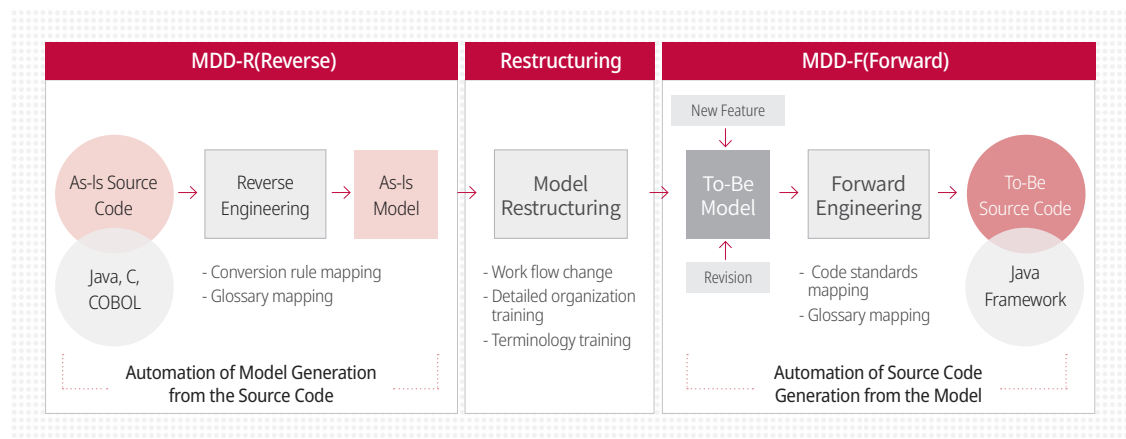 MDD-R(Reverse)
As-Is Source
Code
Java, C,
COBOL
Reverse
Engineering
As-Is
Model
- Conversion rule mapping
- Glossary mapping
Automation of Model Generation
from the Source Code
Restructuring
Model
Restructuring
- Work flow change
- Detailed organization
training
- Terminology training
MDD-F(Forward)
New Feature
To-Be
Model
Revision
Forward
Engineering
- Code standards
mapping
- Glossary mapping
To-Be
Source Code
Java
Framework
Automation of Source Code
Generation from the Model